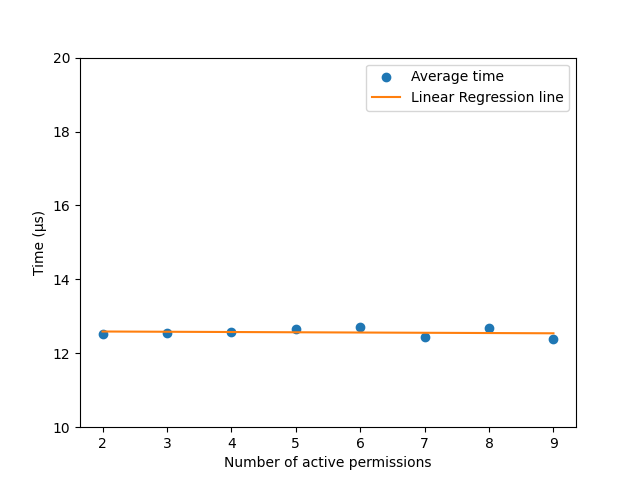 20
18
16
14
12
10
Time (µs)
Average time
Linear Regression line
2 3 4 5 6 7 8 9
Number of active permissions